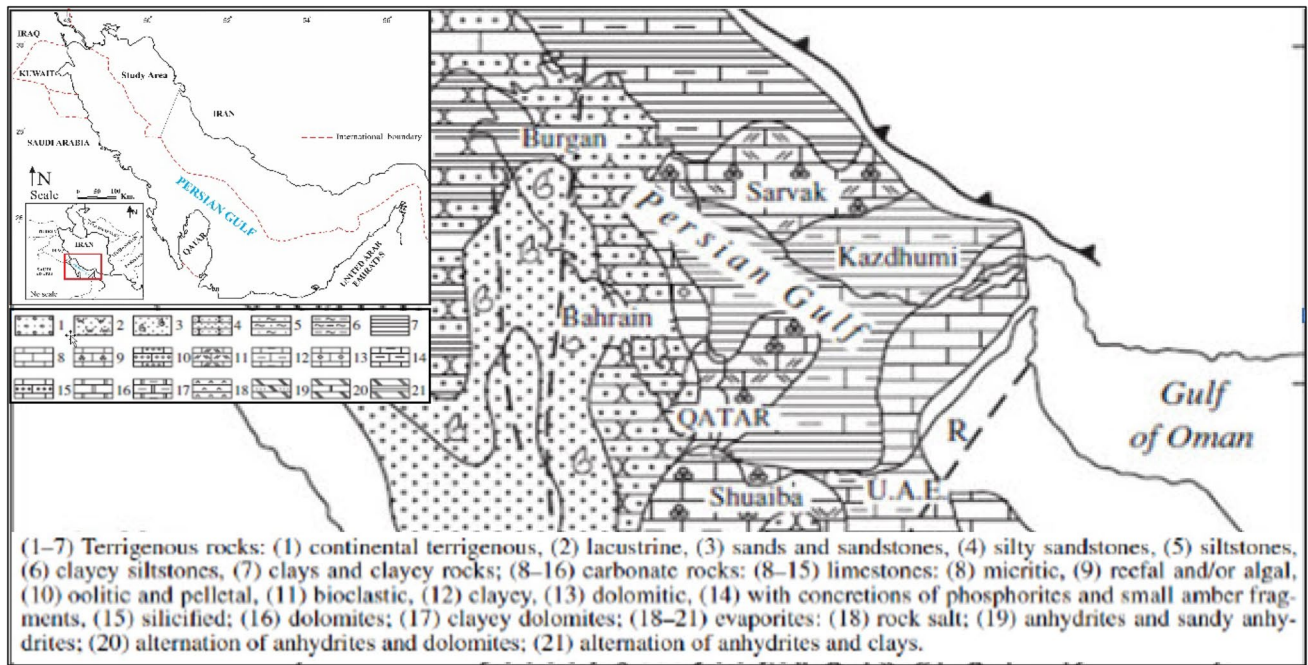 IRAQ
KUWAIT
Study Area
IRAN
SAUDI ARABIA
International boundary
N
Scale
0 50 100
Km.
PERSIAN GULF
QATAR
UNITED ARAB
EMIRATES
N
IRAN
No scale
Burgan
Sarvak
Persian Gulf
Kazdhumi
Bahrain
QATAR
Shuaiba
U.A.E
R
Gulf
of Oman
1 2 3 4 5 6 7
8 9 10 11 12 13 14
15 16 17 18 19 20 21
(1–7) Terrigenous rocks: (1) continental terrigenous, (2) lacustrine, (3) sands and sandstones, (4) silty sandstones, (5) siltstones,
(6) clayey siltstones, (7) clays and clayey rocks; (8–16) carbonate rocks: (8–15) limestones: (8) micritic, (9) reefal and/or algal,
(10) oolitic and pelletal, (11) bioclastic, (12) clayey, (13) dolomitic, (14) with concretions of phosphorites and small amber frag-
ments, (15) silicified; (16) dolomites; (17) clayey dolomites; (18–21) evaporites: (18) rock salt; (19) anhydrites and sandy anhy-
drites; (20) alternation of anhydrites and dolomites; (21) alternation of anhydrites and clays.